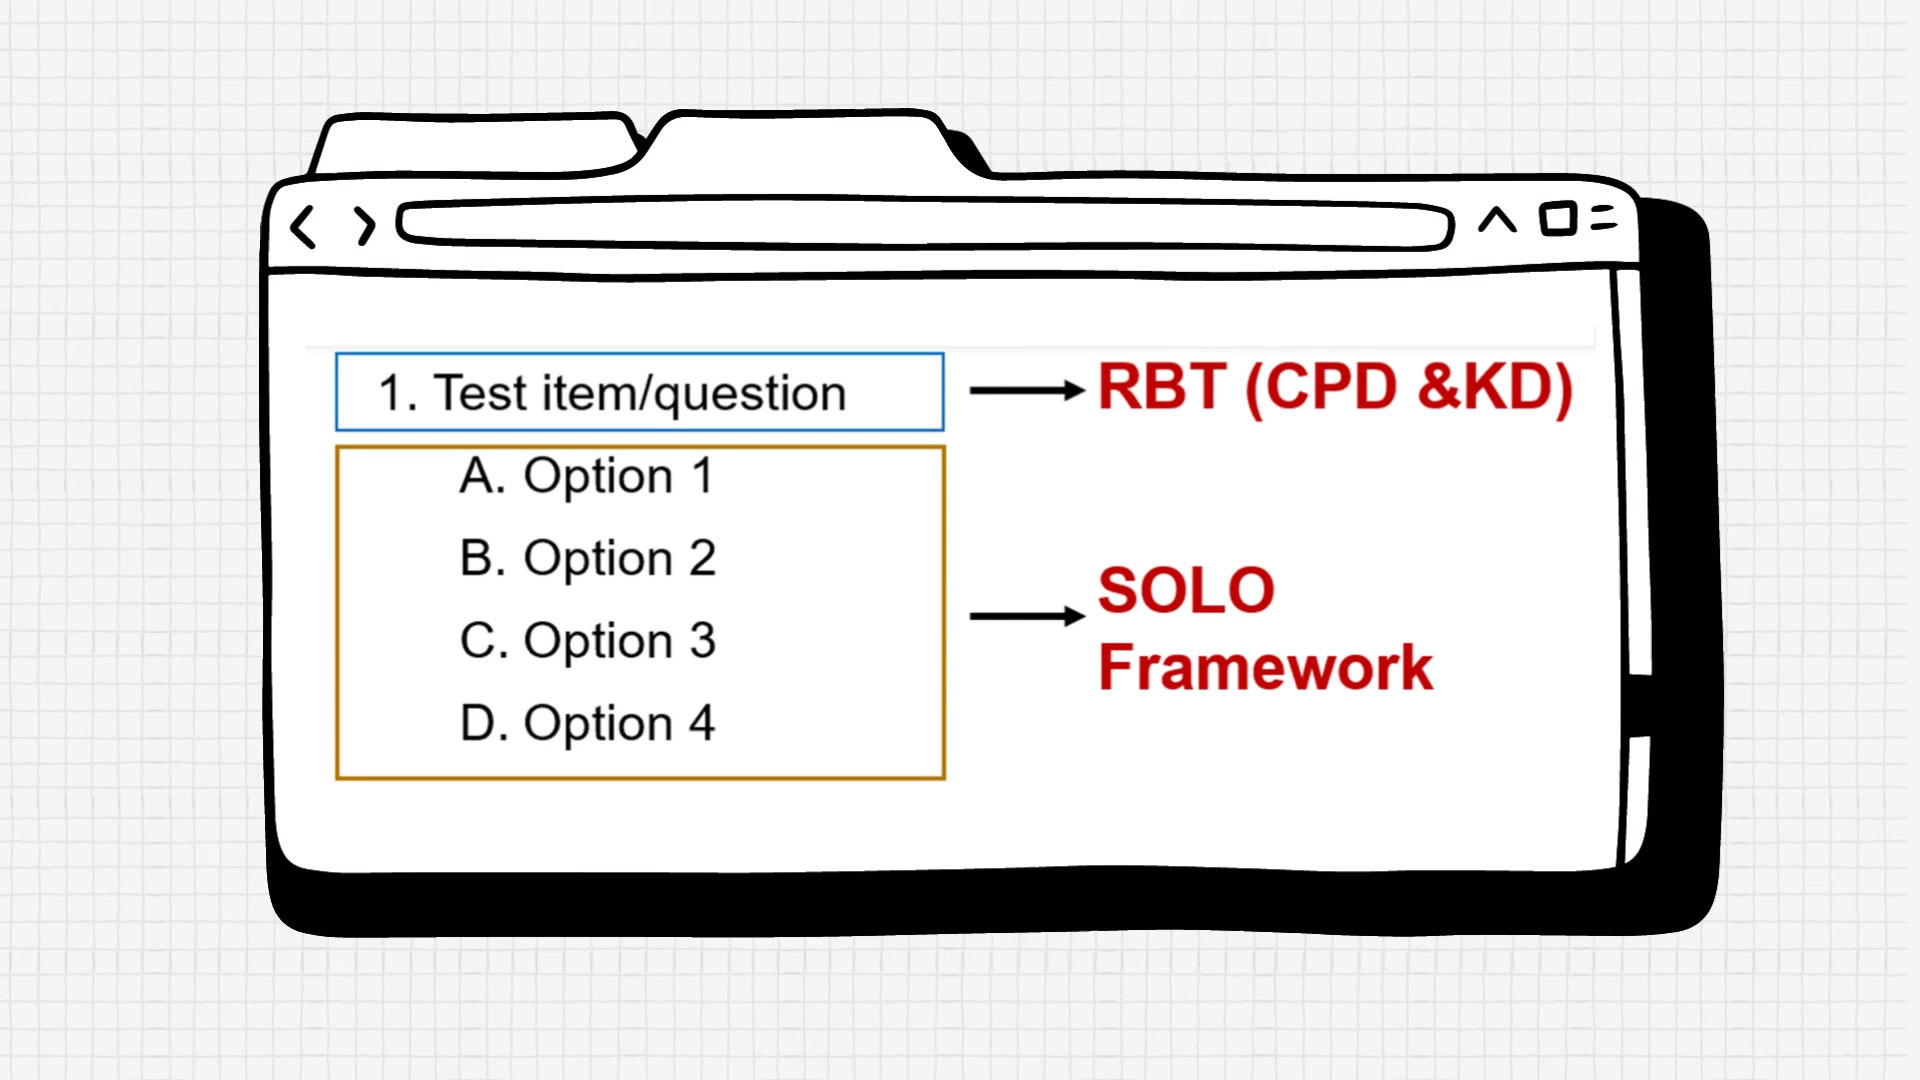 1. Test item/question
RBT (CPD &KD)
A. Option 1
B. Option 2
C. Option 3
D. Option 4
SOLO
Framework